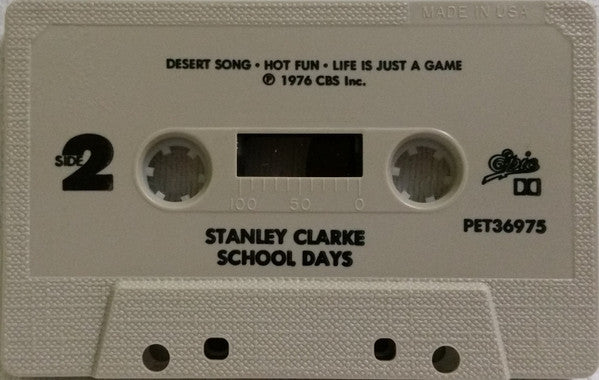 MADE IN USA
DESERT SONG • HOT FUN • LIFE IS JUST A GAME
℗ 1976 CBS Inc.
SIDE 2
Epic
100 50 0
PET36975
STANLEY CLARKE
SCHOOL DAYS